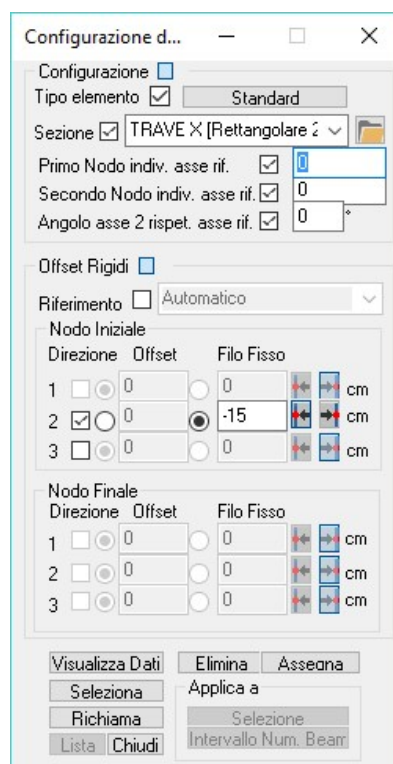 Configurazione d...
Configurazione
Tipo elemento Standard
Sezione TRAVE X [Rettangolare 2
Primo Nodo indiv. asse rif. 0
Secondo Nodo indiv. asse rif. 0
Angolo asse 2 rispet. asse rif. 0 °
Offset Rigidi
Riferimento Automatico
Nodo Iniziale
Direzione Offset Filo Fisso
1 0 0 cm
2 0 -15 cm
3 0 0 cm
Nodo Finale
Direzione Offset Filo Fisso
1 0 0 cm
2 0 0 cm
3 0 0 cm
Visualizza Dati Elimina Assegna
Seleziona Applica a
Richiama Selezione
Lista Chiudi Intervallo Num. Beam